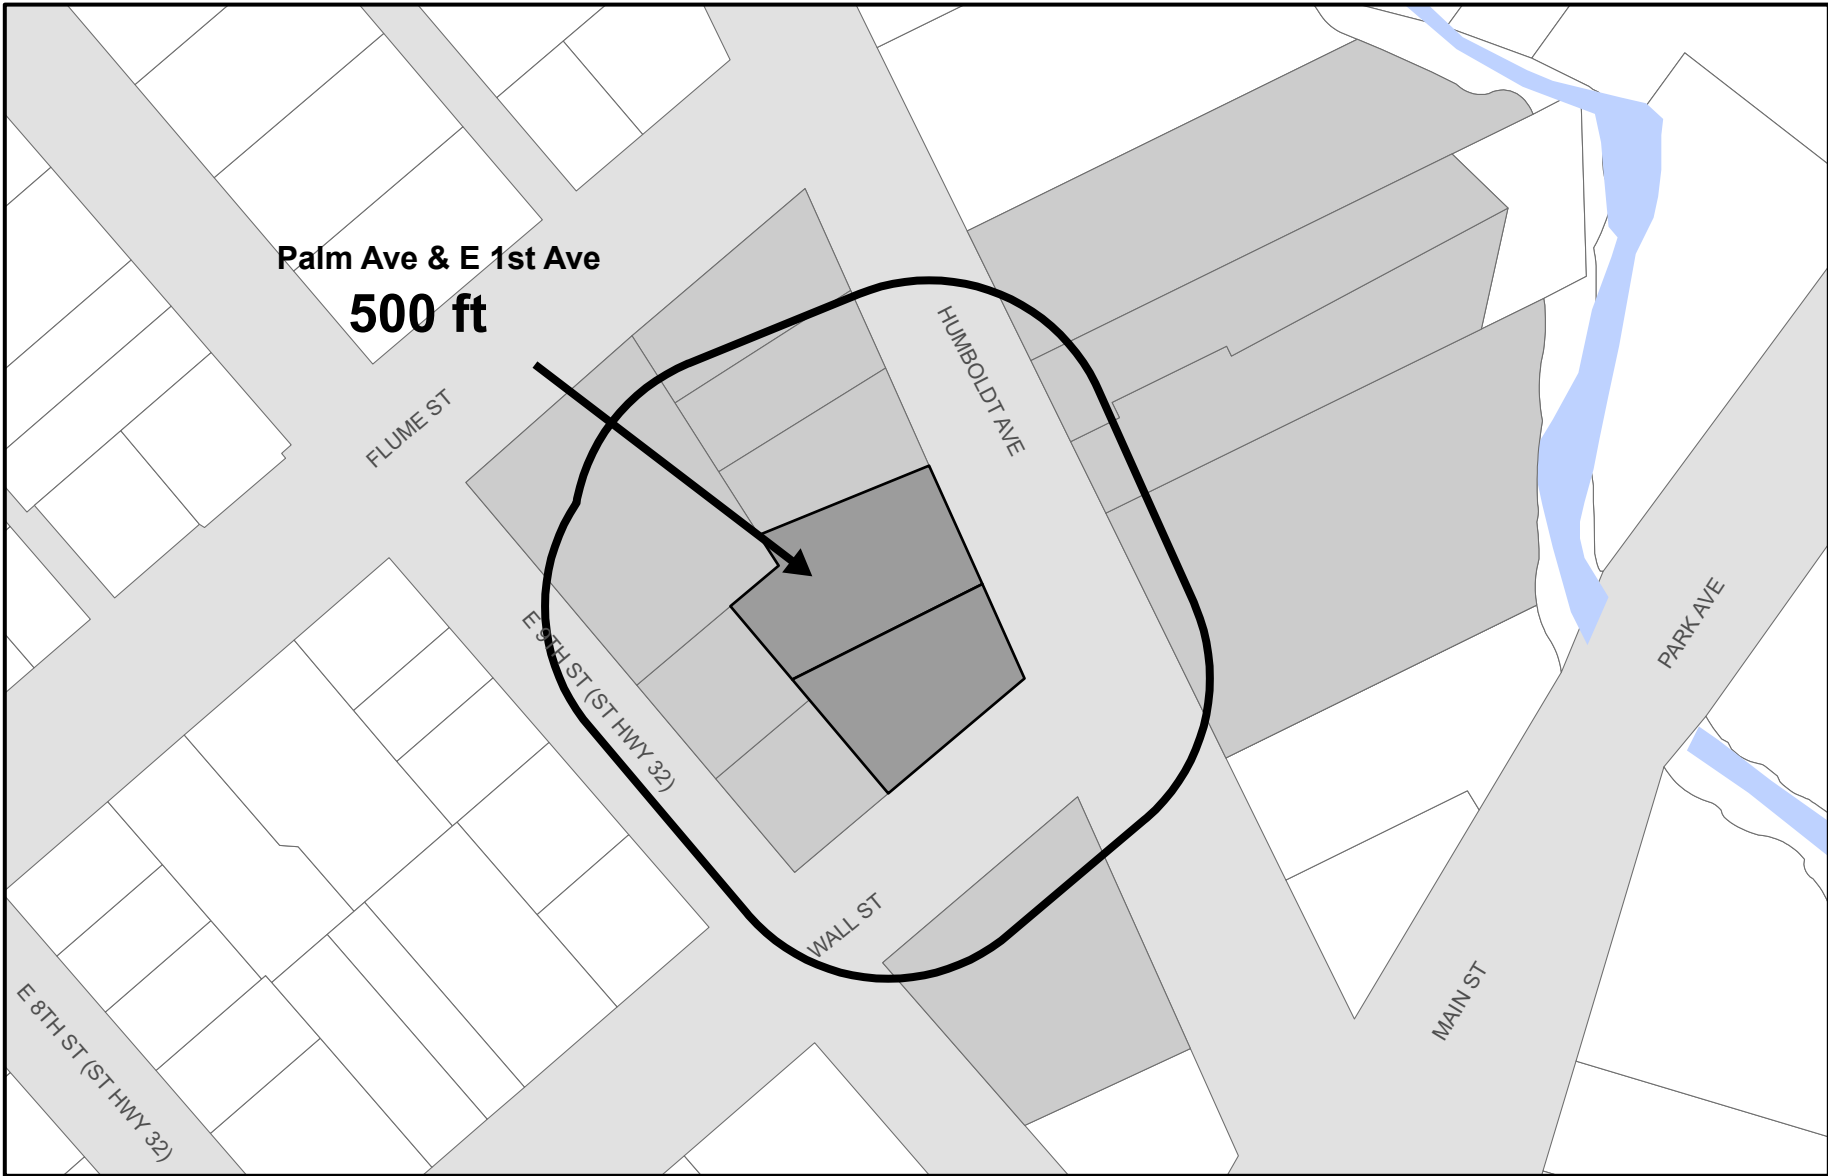 Palm Ave & E 1st Ave
500 ft
HUMBOLDT AVE
FLUME ST
E 9TH ST (ST HWY 32)
PARK AVE
WALL ST
MAIN ST
E 8TH ST (ST HWY 32)